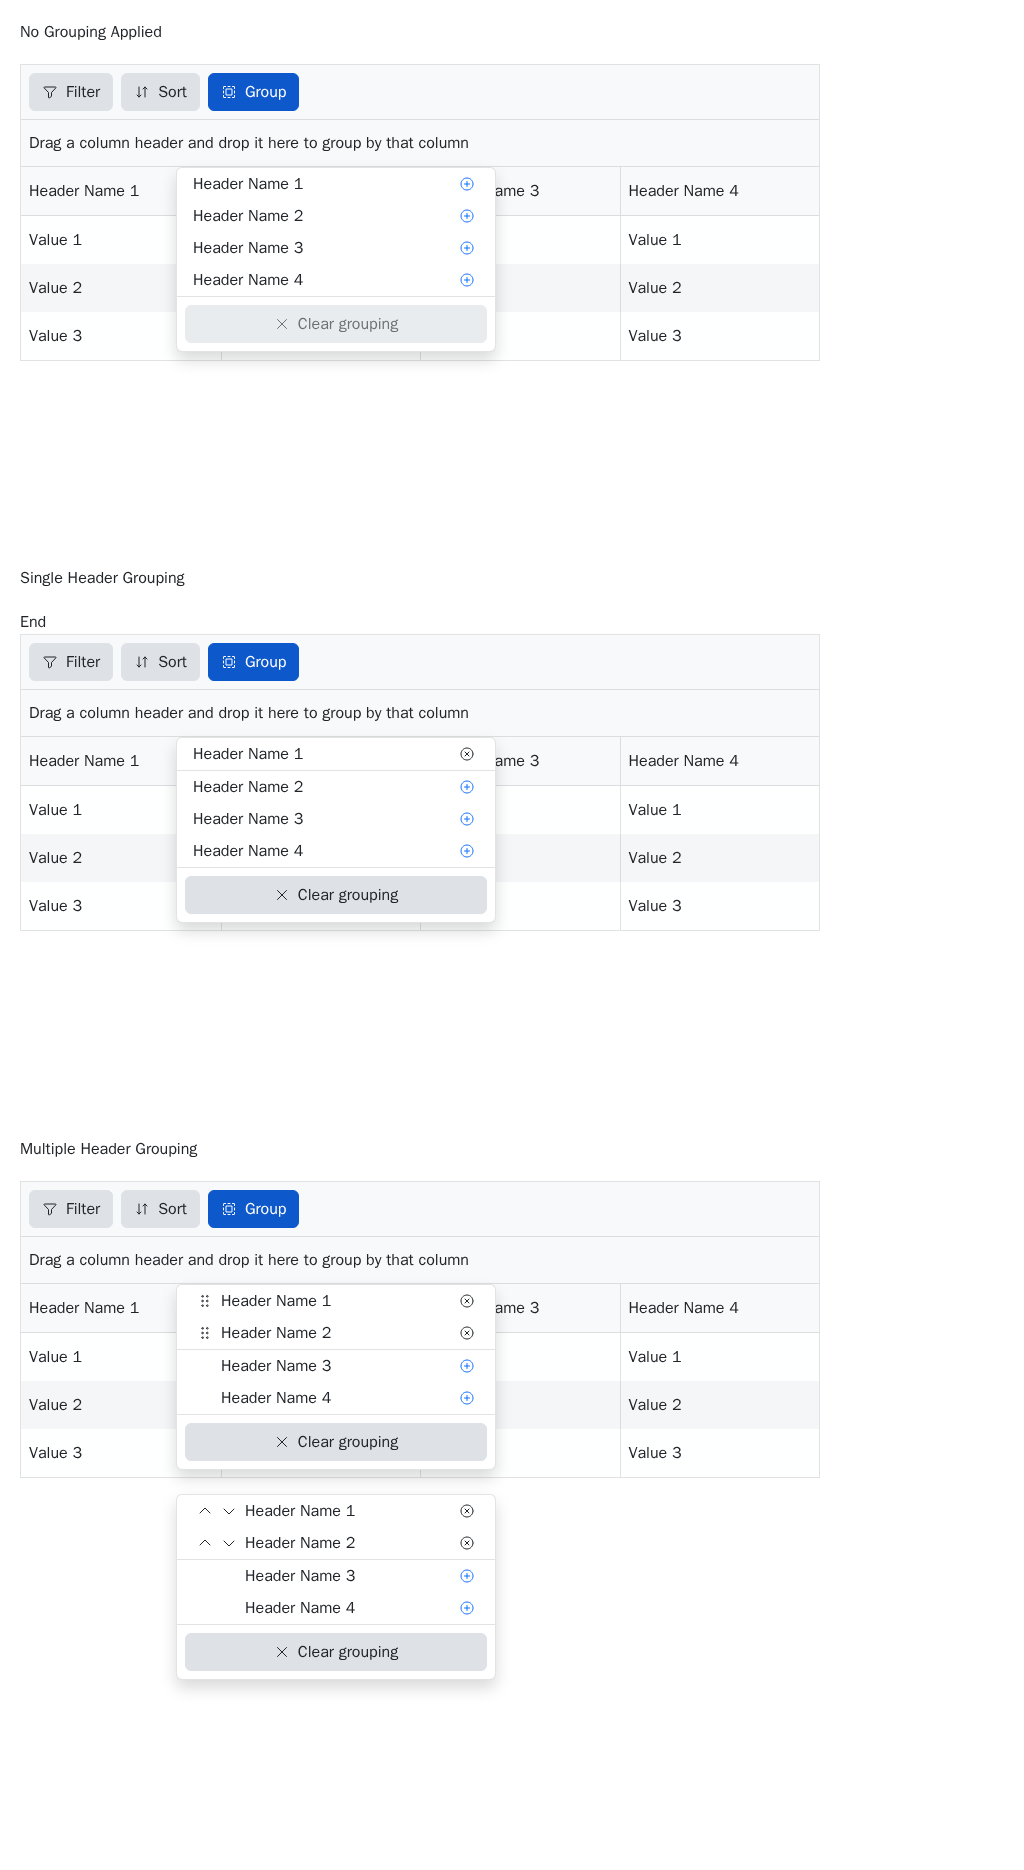 No Grouping Applied
Filter Sort Group
Drag a column header and drop it here to group by that column
Header Name 1 Header Name 1 ame 3 Header Name 4
Header Name 2
Value 1 Header Name 3 Value 1
Header Name 4
Value 2 Value 2
Value 3 Clear grouping Value 3
Single Header Grouping
End
Filter Sort Group
Drag a column header and drop it here to group by that column
Header Name 1 Header Name 1 ame 3 Header Name 4
Header Name 2
Value 1 Header Name 3 Value 1
Header Name 4
Value 2 Value 2
Value 3 Clear grouping Value 3
Multiple Header Grouping
Filter Sort Group
Drag a column header and drop it here to group by that column
Header Name 1 Header Name 1 ame 3 Header Name 4
Header Name 2
Value 1 Header Name 3 Value 1
Header Name 4
Value 2 Value 2
Value 3 Clear grouping Value 3
Header Name 1
Header Name 2
Header Name 3
Header Name 4
Clear grouping